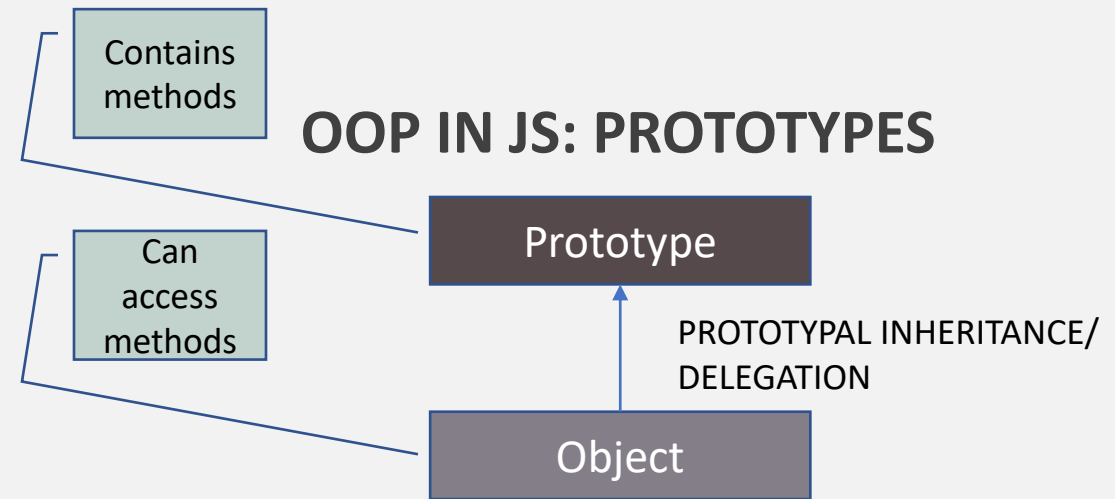 Contains
methods
OOP IN JS: PROTOTYPES
Prototype
Can
access
methods
PROTOTYPAL INHERITANCE/
DELEGATION
Object